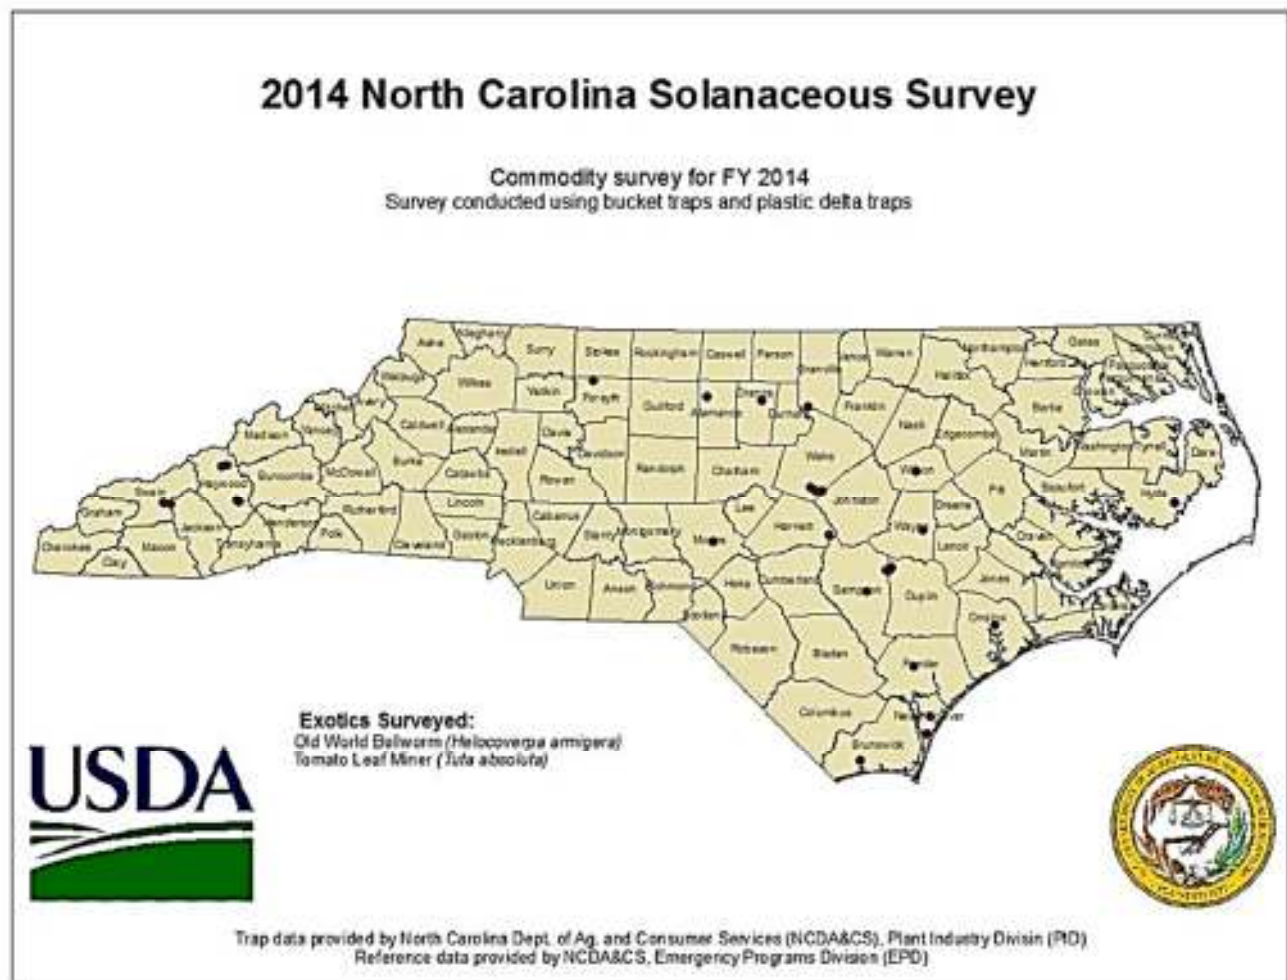 2014 North Carolina Solanaceous Survey
Commodity survey for FY 2014
Survey conducted using bucket traps and plastic delta traps
Alleghany
Ashe
Surry
Stokes
Rockingham
Caswell
Person
Granville
Vance
Warren
Northampton
Gates
Hertford
Halifax
Watauga
Wilkes
Yadkin
Forsyth
Guilford
Alamance
Orange
Durham
Franklin
Nash
Edgecombe
Bertie
Avery
Madison
Caldwell
Alexander
Iredell
Davie
Davidson
Randolph
Chatham
Wake
Wilson
Martin
Washington
Tyrrell
Dare
Swain
Haywood
Buncombe
McDowell
Burke
Catawba
Rowan
Johnston
Greene
Pitt
Beaufort
Hyde
Graham
Jackson
Henderson
Rutherford
Lincoln
Cabarrus
Lee
Harnett
Wayne
Lenoir
Craven
Cherokee
Macon
Clay
Transylvania
Polk
Cleveland
Gaston
Mecklenburg
Stanly
Montgomery
Moore
Union
Anson
Richmond
Hoke
Cumberland
Sampson
Duplin
Jones
Onslow
Robeson
Bladen
Pender
Columbus
Brunswick
Exotics Surveyed:
Old World Bollworm (Helocoverpa armigera)
Tomato Leaf Miner (Tuta absoluta)
USDA
Trap data provided by North Carolina Dept. of Ag. and Consumer Services (NCDA&CS), Plant Industry Divisin (PID)
Reference data provided by NCDA&CS, Emergency Programs Division (EPD)